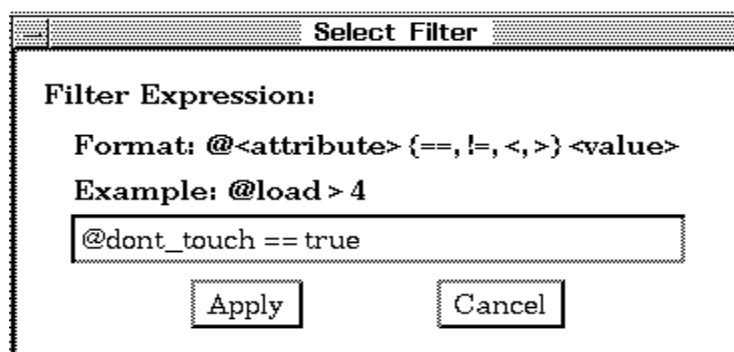 Select Filter
Filter Expression:
Format: @<attribute> {==, !=, <, >} <value>
Example: @load > 4
@dont_touch == true
Apply Cancel